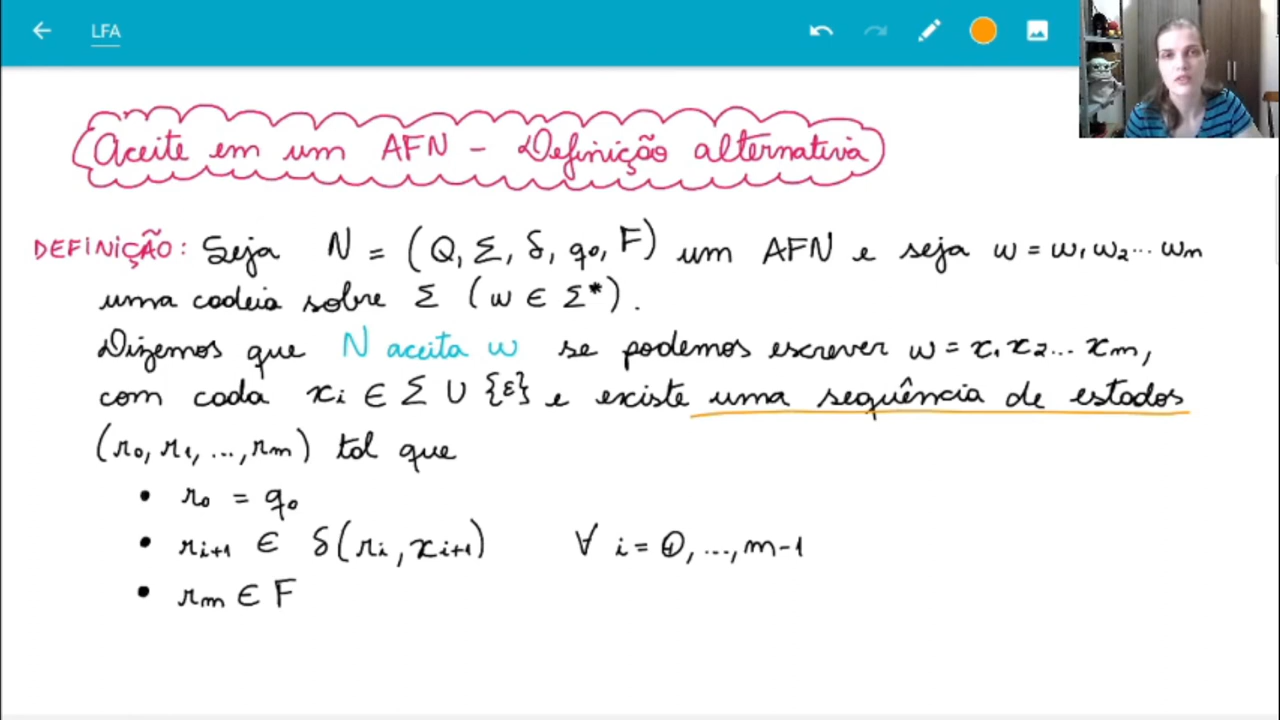 LFA
Aceite em um AFN - Definição alternativa
DEFINIÇÃO: Seja N = (Q, Σ, δ, q₀, F) um AFN e seja w = w₁w₂...wₘ
uma cadeia sobre Σ (w ∈ Σ*).
Dizemos que N aceita w se podemos escrever w = x₁x₂...xₘ,
com cada xᵢ ∈ Σ ∪ {ε} e existe uma sequência de estados
(r₀, r₁, ..., rₘ) tal que
• r₀ = q₀
• rᵢ₊₁ ∈ δ(rᵢ, xᵢ₊₁) ∀ i = 0, ..., m-1
• rₘ ∈ F